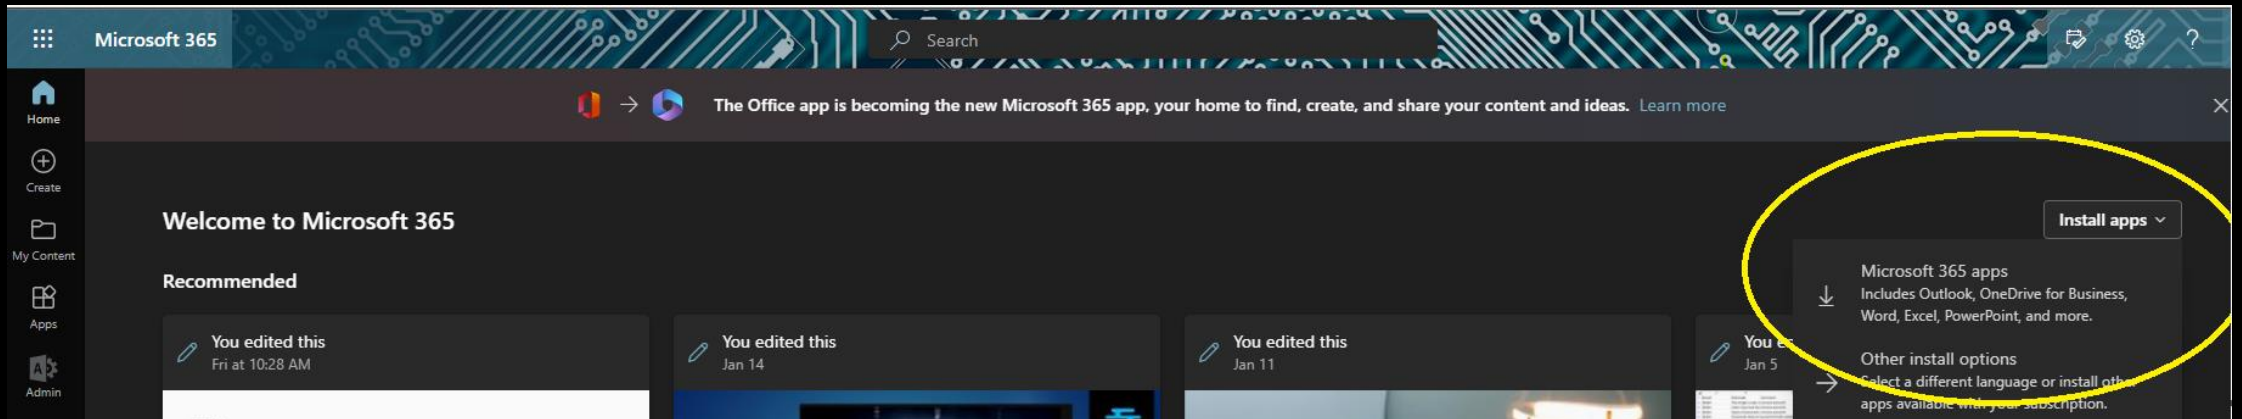 Microsoft 365
Search
?
Home
The Office app is becoming the new Microsoft 365 app, your home to find, create, and share your content and ideas. Learn more
Create
Welcome to Microsoft 365
Install apps
My Content
Recommended
Microsoft 365 apps
Includes Outlook, OneDrive for Business,
Word, Excel, PowerPoint, and more.
Apps
You edited this
Fri at 10:28 AM
You edited this
Jan 14
You edited this
Jan 11
You
Jan 5
Other install options
Select a different language or install other
apps available with your subscription.
Admin